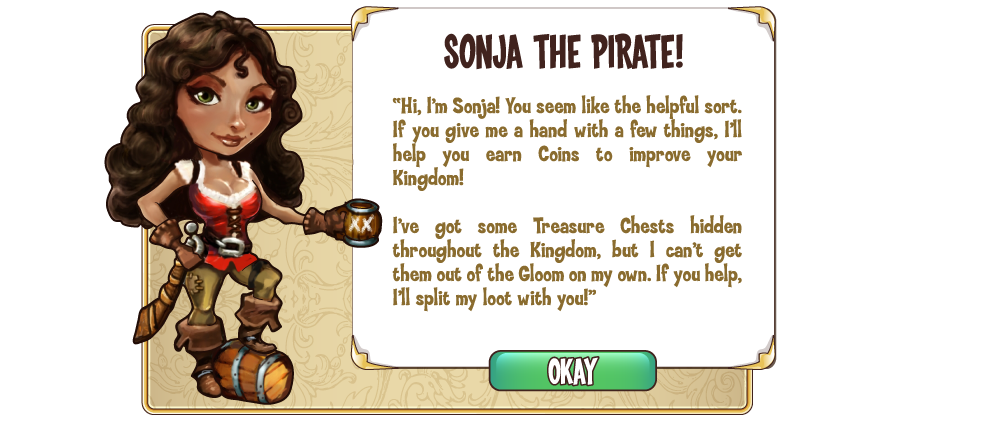 SONJA THE PIRATE!
"Hi, I'm Sonja! You seem like the helpful sort.
If you give me a hand with a few things, I'll
help you earn Coins to improve your
Kingdom!
I've got some Treasure Chests hidden
throughout the Kingdom, but I can't get
them out of the Gloom on my own. If you help,
I'll split my loot with you!"
XX
OKAY